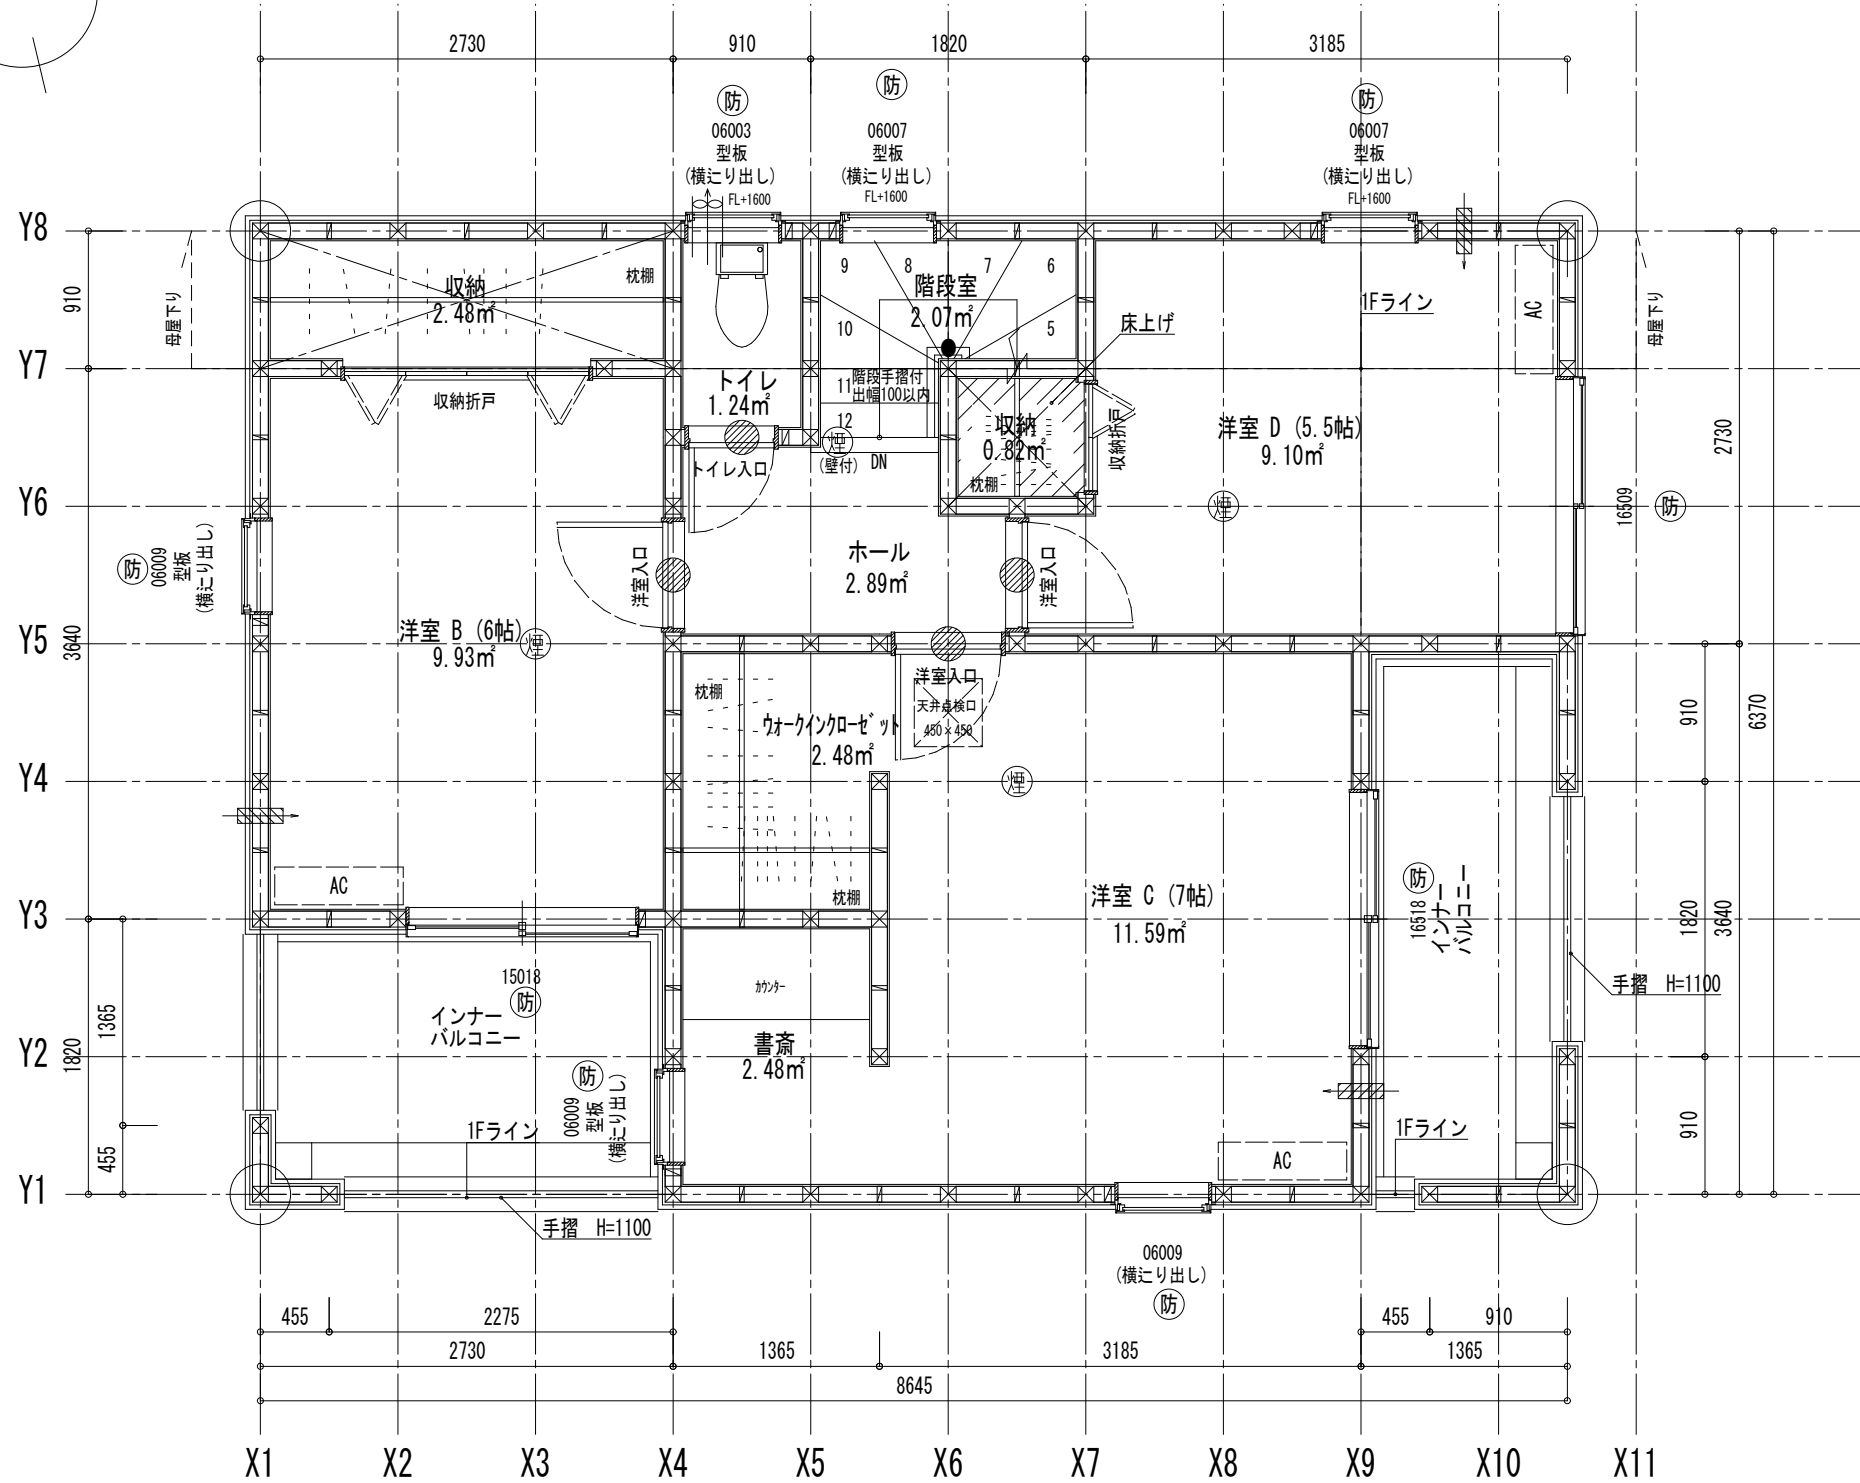 2730
910
1820
3185
防
防
防
06003
型板
(横辷り出し)
FL+1600
06007
型板
(横辷り出し)
FL+1600
06007
型板
(横辷り出し)
FL+1600
Y8
Y7
Y6
Y5
Y4
Y3
Y2
Y1
910
3640
1820
1365
455
母屋下り
母屋下り
収納
2.48㎡
枕棚
収納折戸
トイレ
1.24㎡
トイレ入口
階段室
2.07㎡
9
8
7
6
5
10
11
12
階段手摺付
出幅100以内
煙
(壁付)
DN
床上げ
収納
0.82㎡
枕棚
収納折戸
1Fライン
AC
洋室 D (5.5帖)
9.10㎡
煙
16509
防
防
06009
型板
(横辷り出し)
洋室入口
ホール
2.89㎡
洋室入口
洋室 B (6帖)
9.93㎡
煙
AC
枕棚
ウォークインクローゼット
2.48㎡
枕棚
洋室入口
天井点検口
450×450
煙
洋室 C (7帖)
11.59㎡
防
16518
インナー
バルコニー
手摺 H=1100
15018
防
インナー
バルコニー
カウンター
書斎
2.48㎡
防
06009
型板
(横辷り出し)
1Fライン
手摺 H=1100
AC
1Fライン
06009
(横辷り出し)
防
2730
910
1820
910
3640
6370
455
2275
455
910
2730
1365
3185
1365
8645
X1
X2
X3
X4
X5
X6
X7
X8
X9
X10
X11